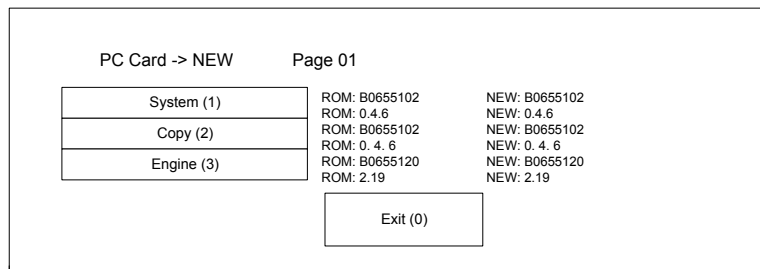 PC Card -> NEW Page 01
System (1) ROM: B0655102 NEW: B0655102
ROM: 0.4.6 NEW: 0.4.6
Copy (2) ROM: B0655102 NEW: B0655102
ROM: 0. 4. 6 NEW: 0. 4. 6
Engine (3) ROM: B0655120 NEW: B0655120
ROM: 2.19 NEW: 2.19
Exit (0)